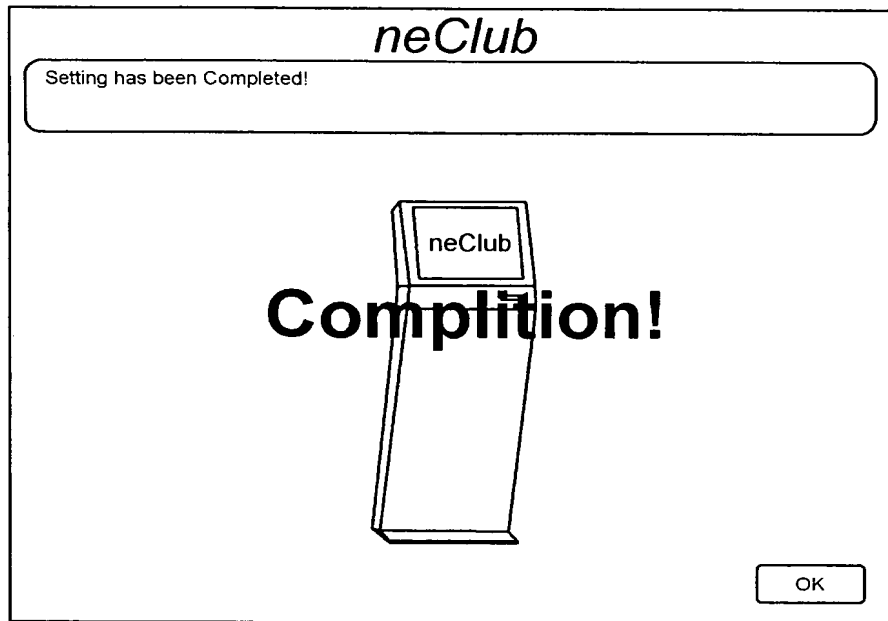 neClub
Setting has been Completed!
neClub
Complition!
OK